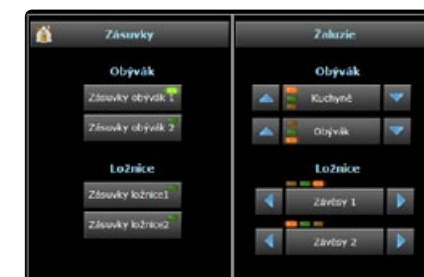 Zásuvky
Obývák
Zásuvky obývák 1
Zásuvky obývák 2
Ložnice
Zásuvky ložnice1
Zásuvky ložnice2
Žaluzie
Obývák
Kuchyně
Obývák
Ložnice
Závěsy 1
Závěsy 2